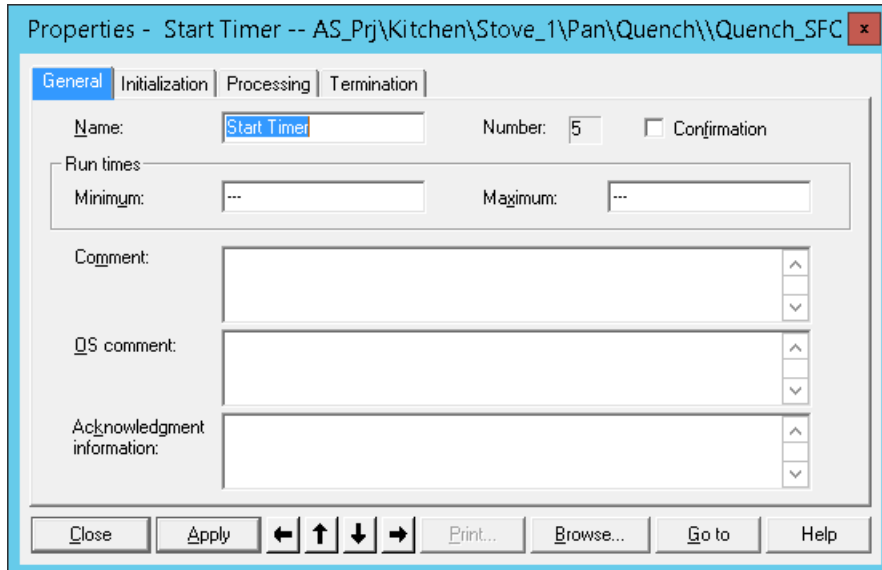 Properties - Start Timer -- AS_Prj\Kitchen\Stove_1\Pan\Quench\\Quench_SFC x
General Initialization Processing Termination
Name: Start Timer Number: 5 Confirmation
Run times
Minimum: --- Maximum: ---
Comment:
OS comment:
Acknowledgment
information:
Close Apply Print... Browse... Go to Help